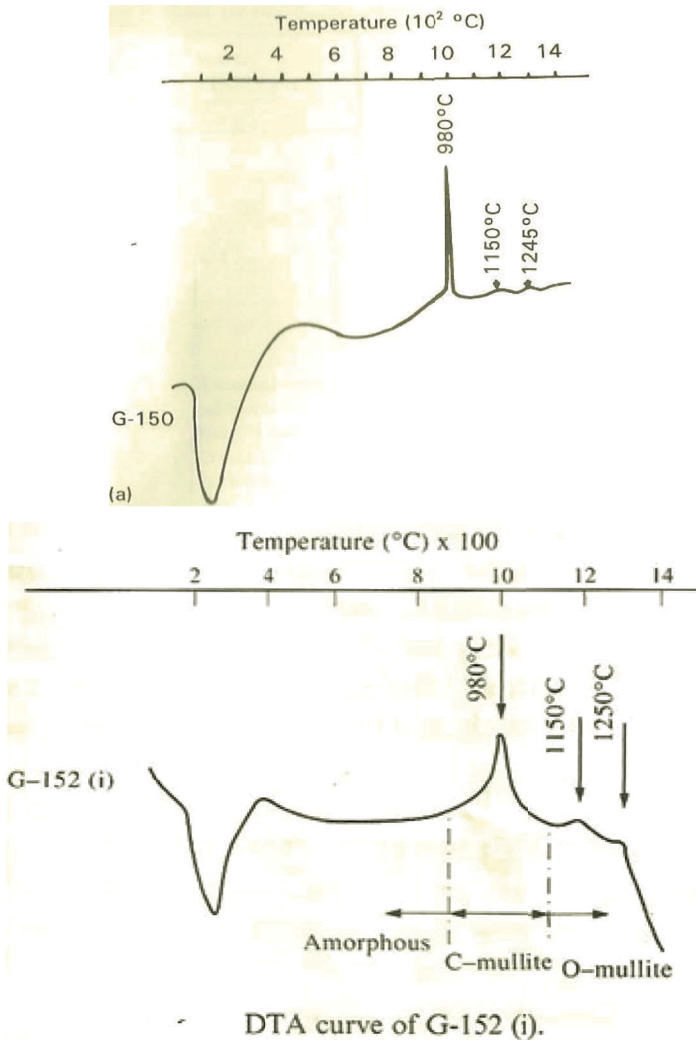 Temperature (10² °C)
2 4 6 8 10 12 14
980°C
1150°C
1245°C
G-150
(a)
Temperature (°C) x 100
2 4 6 8 10 12 14
980°C
1150°C
1250°C
G–152 (i)
Amorphous
C–mullite
O–mullite
DTA curve of G-152 (i).